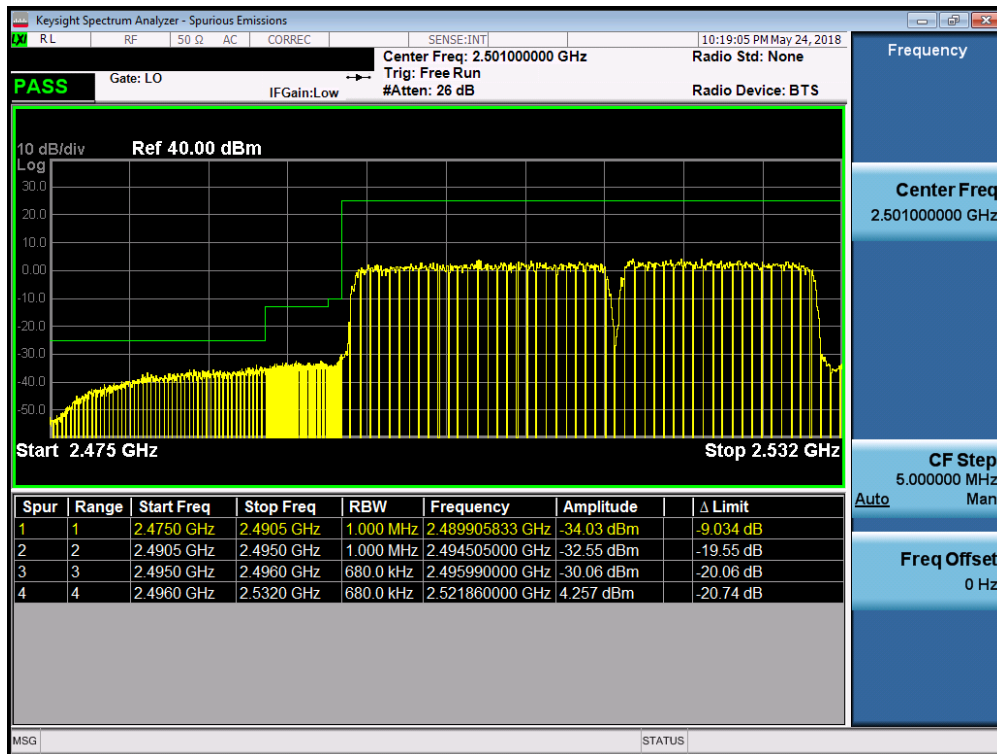 Keysight Spectrum Analyzer - Spurious Emissions
LXI RL RF 50 Ω AC CORREC SENSE:INT 10:19:05 PM May 24, 2018
Center Freq: 2.501000000 GHz Radio Std: None
PASS Gate: LO Trig: Free Run
IFGain:Low #Atten: 26 dB Radio Device: BTS
10 dB/div Ref 40.00 dBm
Log
30.0
20.0
10.0
0.00
-10.0
-20.0
-30.0
-40.0
-50.0
Start 2.475 GHz Stop 2.532 GHz
Spur Range Start Freq Stop Freq RBW Frequency Amplitude Δ Limit
1 1 2.4750 GHz 2.4905 GHz 1.000 MHz 2.489905833 GHz -34.03 dBm -9.034 dB
2 2 2.4905 GHz 2.4950 GHz 1.000 MHz 2.494505000 GHz -32.55 dBm -19.55 dB
3 3 2.4950 GHz 2.4960 GHz 680.0 kHz 2.495990000 GHz -30.06 dBm -20.06 dB
4 4 2.4960 GHz 2.5320 GHz 680.0 kHz 2.521860000 GHz 4.257 dBm -20.74 dB
MSG STATUS
Frequency
Center Freq
2.501000000 GHz
CF Step
5.000000 MHz
Auto Man
Freq Offset
0 Hz